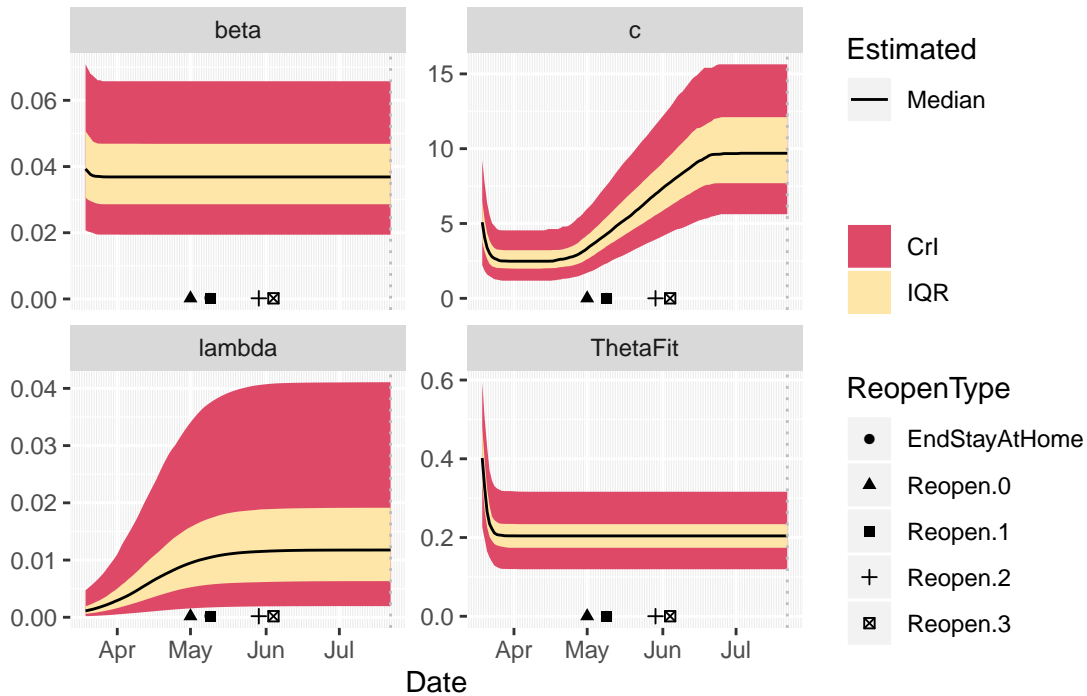 beta
c
0.06
0.04
0.02
0.00
15
10
5
0
lambda
ThetaFit
0.04
0.03
0.02
0.01
0.00
0.6
0.4
0.2
0.0
Apr May Jun Jul
Apr May Jun Jul
Date
Estimated
Median
CrI
IQR
ReopenType
EndStayAtHome
Reopen.0
Reopen.1
Reopen.2
Reopen.3